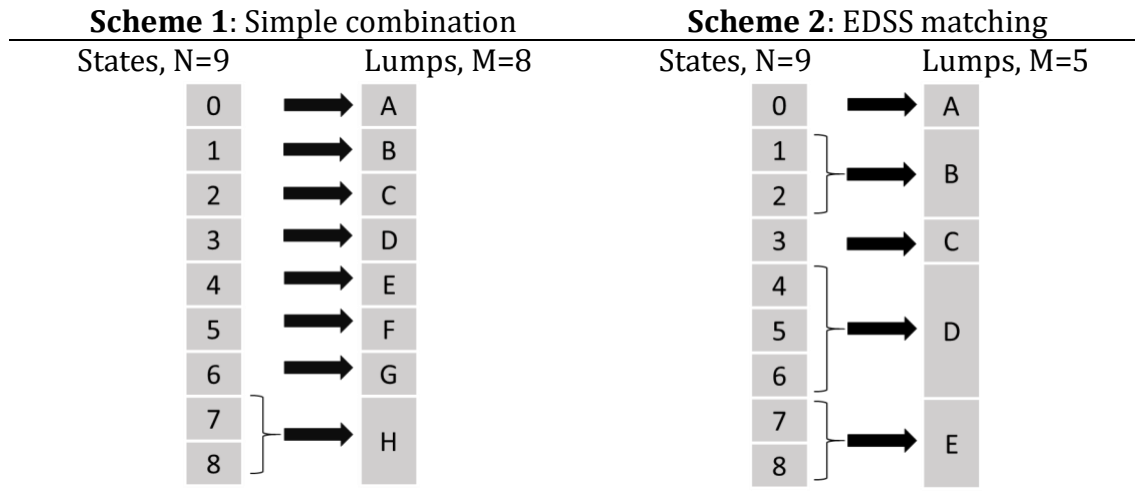 Scheme 1: Simple combination
States, N=9 Lumps, M=8
0 A
1 B
2 C
3 D
4 E
5 F
6 G
7
H
8
Scheme 2: EDSS matching
States, N=9 Lumps, M=5
0 A
1
B
2
3 C
4
5 D
6
7
E
8